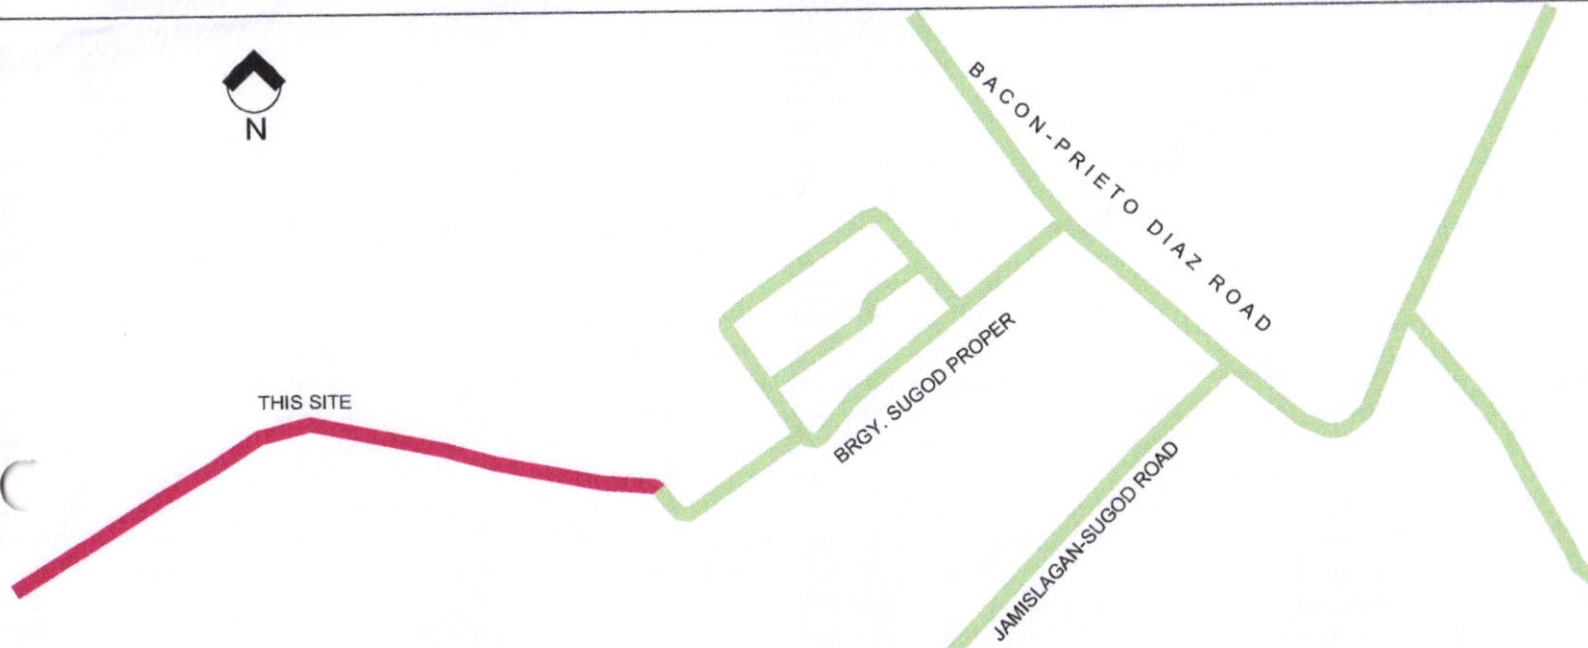 N
BACON-PRIETO DIAZ ROAD
BRGY. SUGOD PROPER
THIS SITE
JAMISLAGAN-SUGOD ROAD